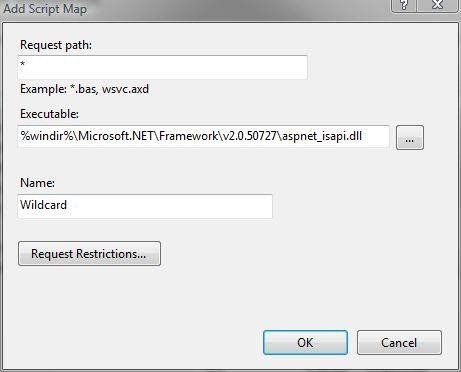 Add Script Map
?
Request path:
*
Example: *.bas, wsvc.axd
Executable:
%windir%\Microsoft.NET\Framework\v2.0.50727\aspnet_isapi.dll
...
Name:
Wildcard
Request Restrictions...
OK
Cancel